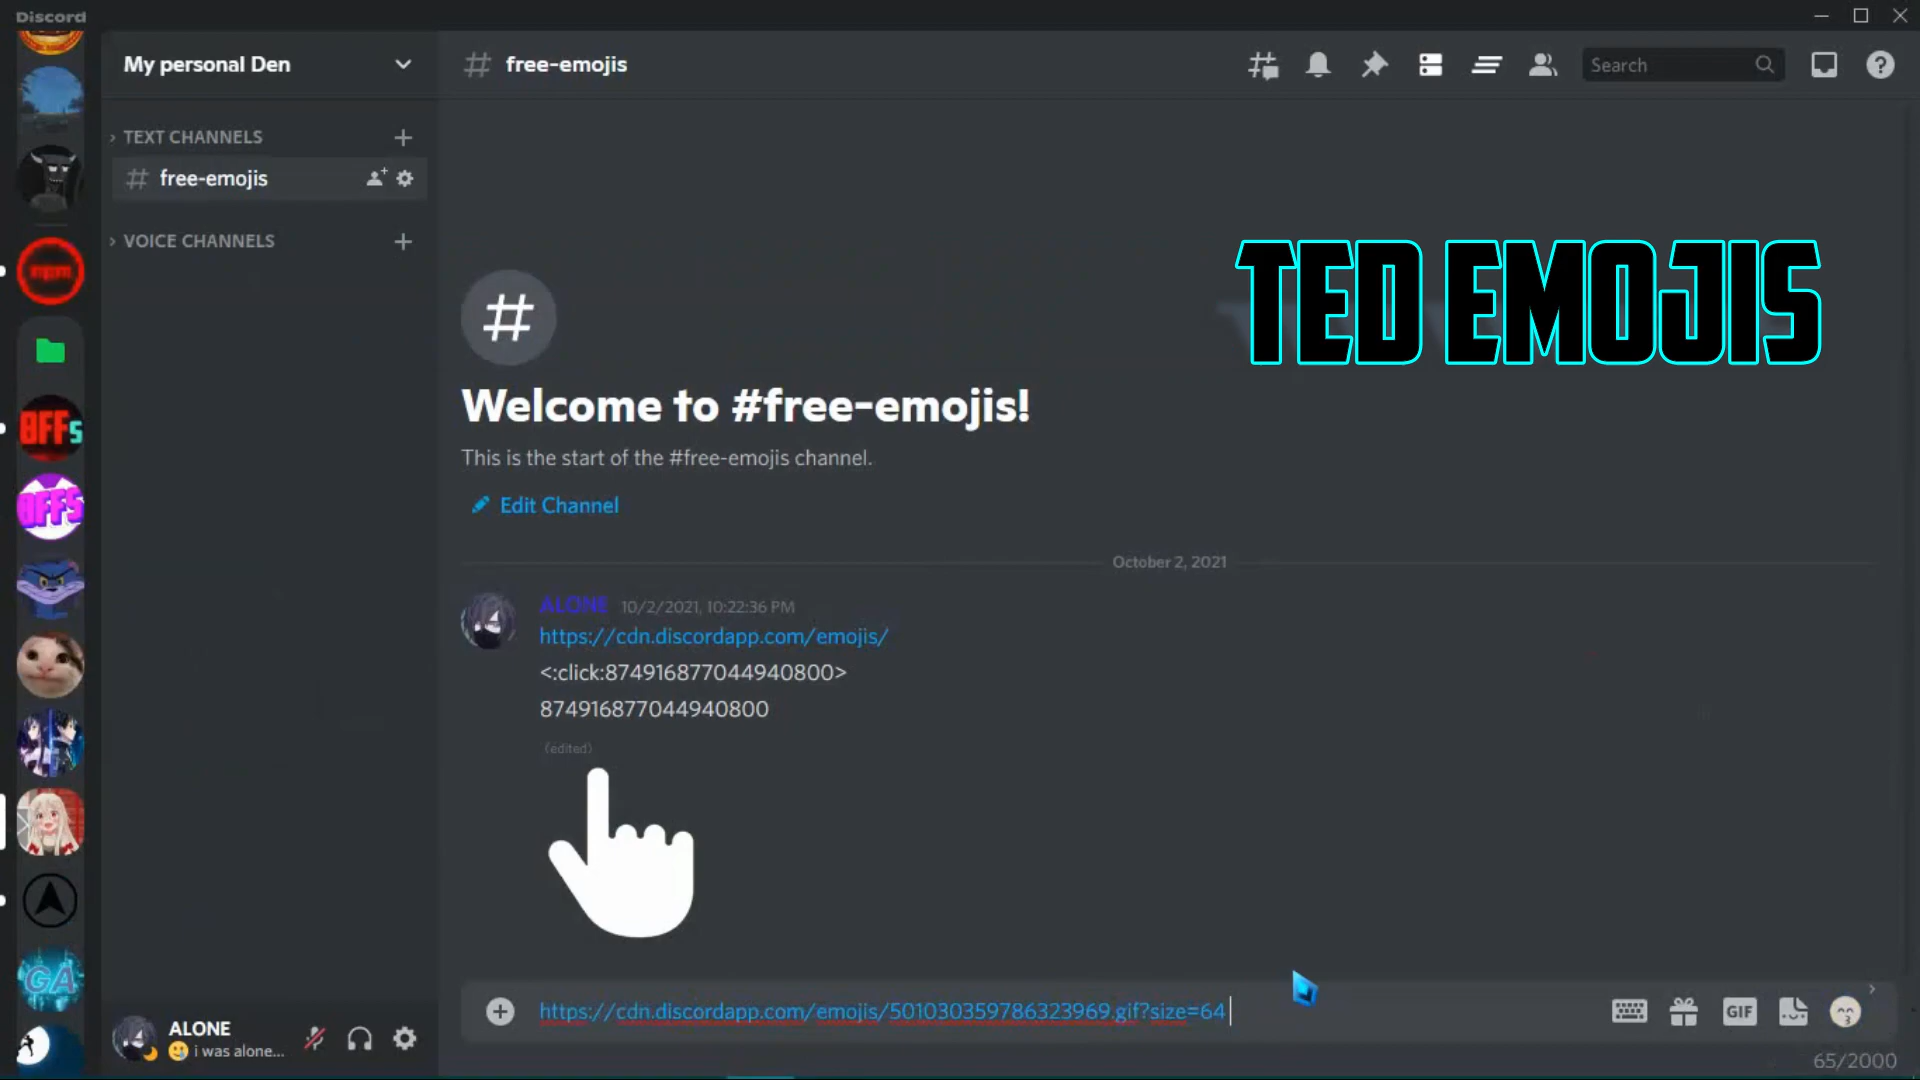 Discord
My personal Den
free-emojis
Search
TEXT CHANNELS
free-emojis
VOICE CHANNELS
TED EMOJIS
Welcome to #free-emojis!
This is the start of the #free-emojis channel.
Edit Channel
October 2, 2021
ALONE 10/2/2021, 10:22:36 PM
https://cdn.discordapp.com/emojis/
<:click:874916877044940800>
874916877044940800
(edited)
https://cdn.discordapp.com/emojis/501030359786323969.gif?size=64
GIF
65/2000
ALONE
i was alone...
BFFs
BFFS
GA